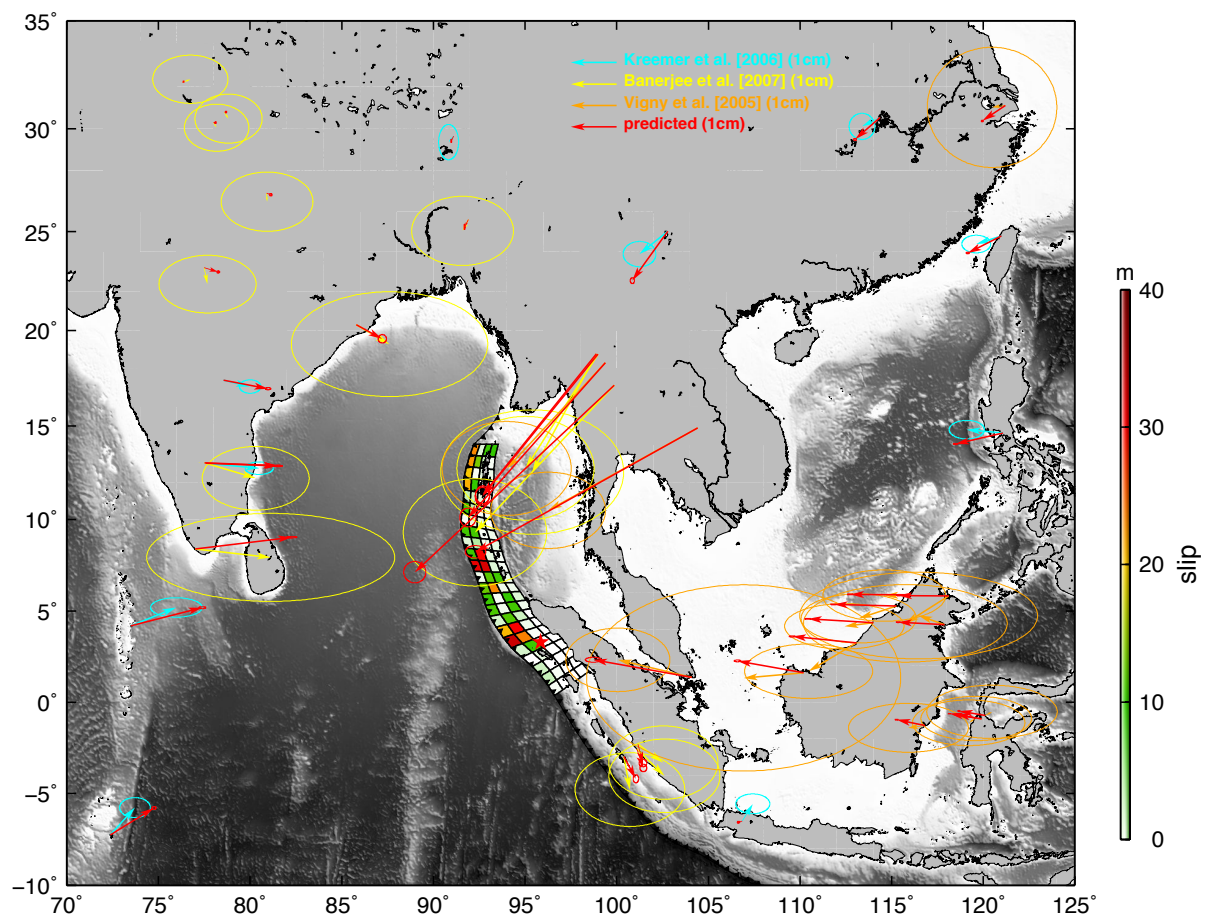 35°
30°
25°
20°
15°
10°
5°
0°
−5°
−10°
70° 75° 80° 85° 90° 95° 100° 105° 110° 115° 120° 125°
Kreemer et al. [2006] (1cm)
Banerjee et al. [2007] (1cm)
Vigny et al. [2005] (1cm)
predicted (1cm)
m
40
30
20
10
0
slip